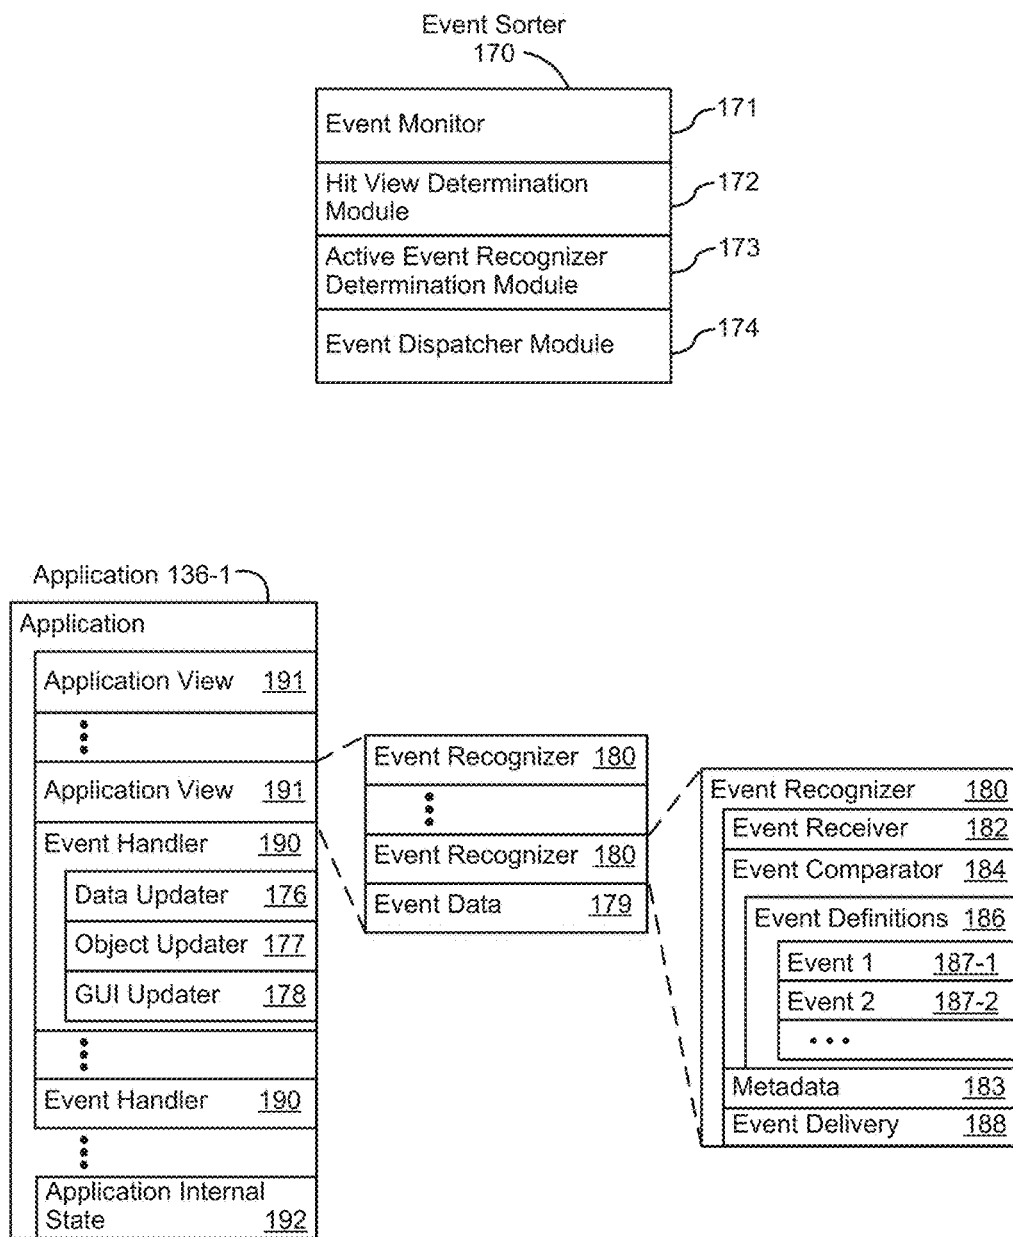 Event Sorter
170
Event Monitor
171
Hit View Determination
Module
172
Active Event Recognizer
Determination Module
173
Event Dispatcher Module
174
Application 136-1
Application
Application View 191
Application View 191
Event Handler 190
Data Updater 176
Object Updater 177
GUI Updater 178
Event Handler 190
Application Internal
State 192
Event Recognizer 180
Event Recognizer 180
Event Data 179
Event Recognizer 180
Event Receiver 182
Event Comparator 184
Event Definitions 186
Event 1 187-1
Event 2 187-2
Metadata 183
Event Delivery 188